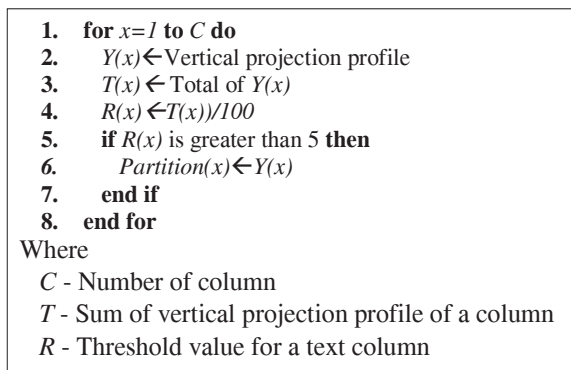 1. for x=1 to C do
2. Y(x)←Vertical projection profile
3. T(x)← Total of Y(x)
4. R(x) ←T(x))/100
5. if R(x) is greater than 5 then
6. Partition(x)←Y(x)
7. end if
8. end for
Where
C - Number of column
T - Sum of vertical projection profile of a column
R - Threshold value for a text column